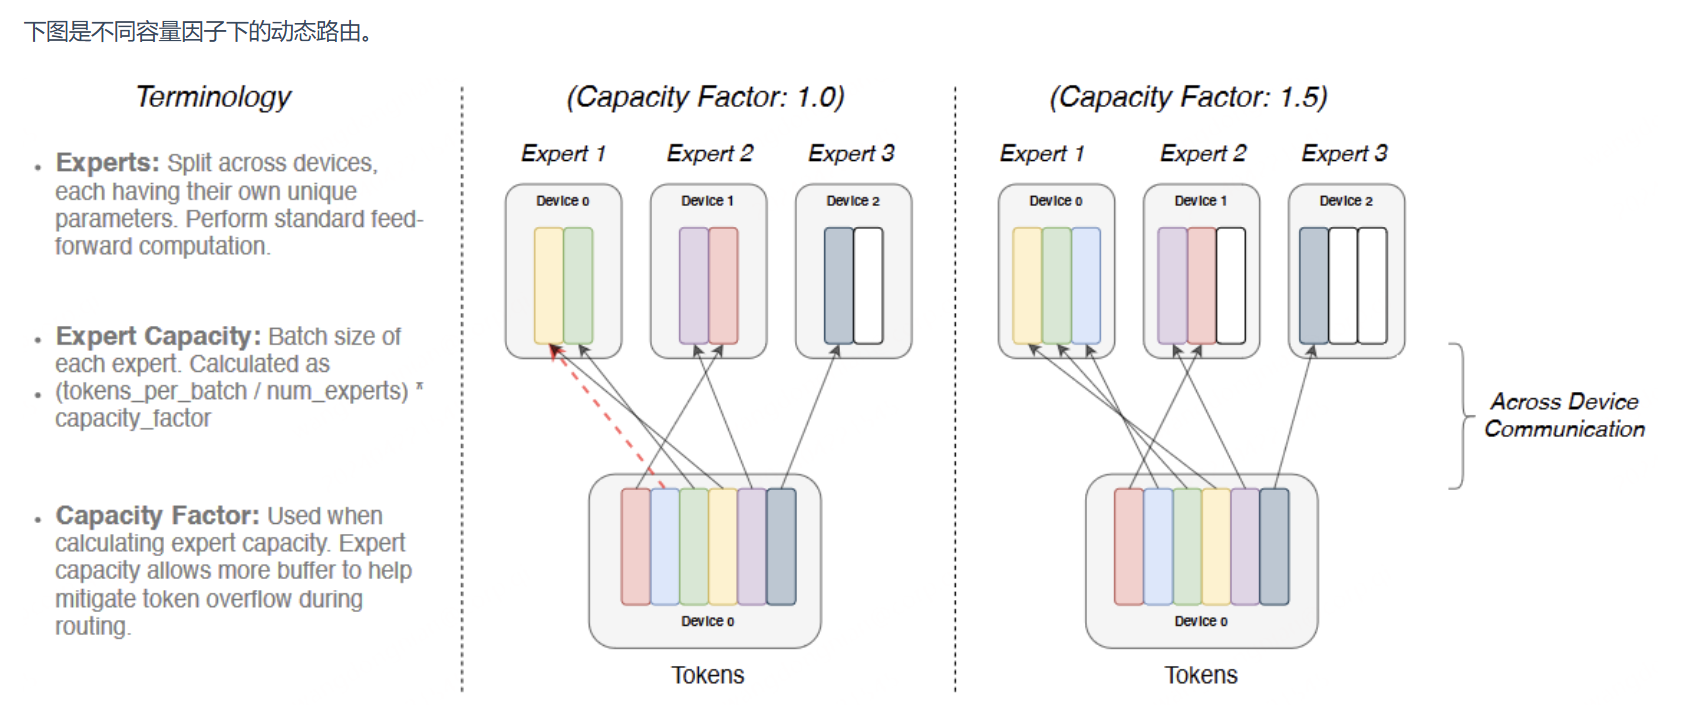 下图是不同容量因子下的动态路由。
Terminology
• Experts: Split across devices,
each having their own unique
parameters. Perform standard feed-
forward computation.
• Expert Capacity: Batch size of
each expert. Calculated as
• (tokens_per_batch / num_experts) *
capacity_factor
• Capacity Factor: Used when
calculating expert capacity. Expert
capacity allows more buffer to help
mitigate token overflow during
routing.
(Capacity Factor: 1.0)
Expert 1 Expert 2 Expert 3
Device 0 Device 1 Device 2
Device 0
Tokens
(Capacity Factor: 1.5)
Expert 1 Expert 2 Expert 3
Device 0 Device 1 Device 2
Device 0
Tokens
Across Device
Communication